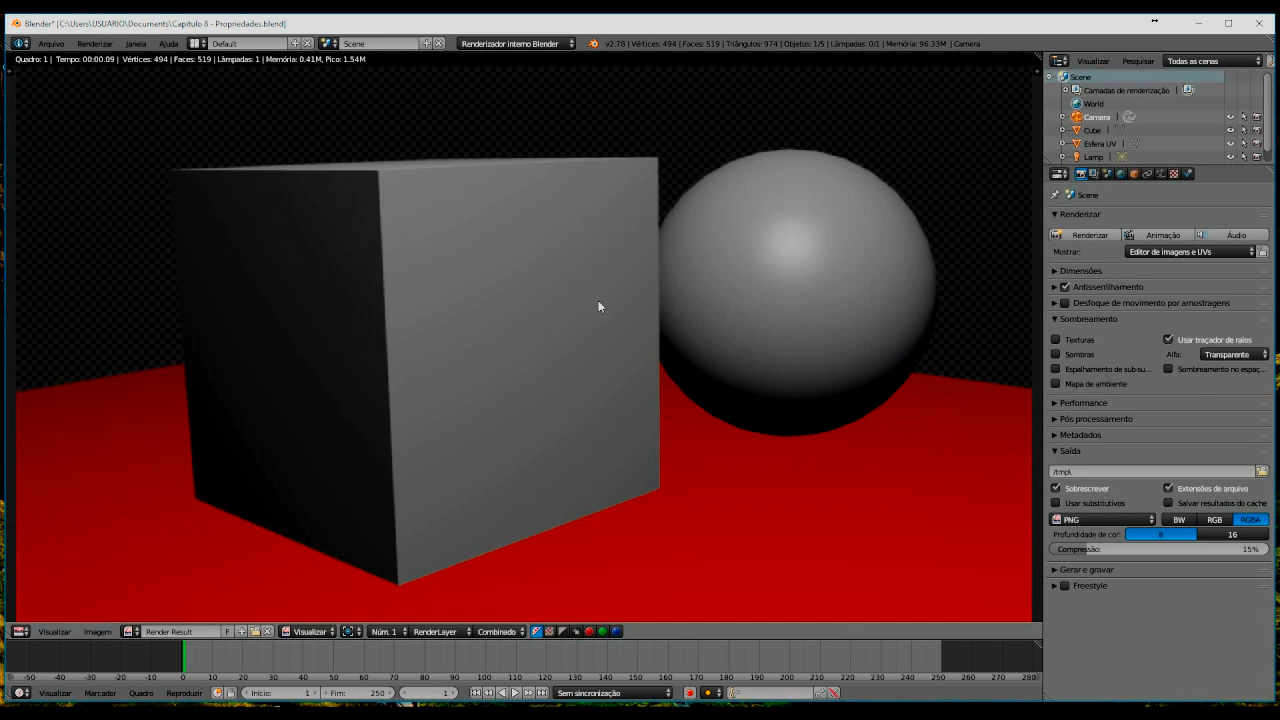 Blender* [C:\Users\USUARIO\Documents\Capitulo 8 - Propriedades.blend]
Arquivo Renderizar Janela Ajuda Default Scene Renderizador interno Blender v2.78 | Vértices: 494 | Faces: 519 | Triângulos: 974 | Objetos: 1/5 | Lâmpadas: 0/1 | Memória: 96.33M | Camera
Quadro: 1 | Tempo: 00:00.09 | Vértices: 494 | Faces: 519 | Lâmpadas: 1 | Memória: 0.41M, Pico: 1.54M
Visualizar Pesquisar Todas as cenas
Scene
Camadas de renderização
World
Camera
Cube
Esfera UV
Lamp
Scene
Renderizar
Renderizar Animação Áudio
Mostrar: Editor de imagens e UVs
Dimensões
Antisserrilhamento
Desfoque de movimento por amostragens
Sombreamento
Texturas Usar traçador de raios
Sombras Alfa: Transparente
Espalhamento de sub-su... Sombreamento no espaç...
Mapa de ambiente
Performance
Pós processamento
Metadados
Saída
/tmp\
Sobrescrever Extensões de arquivo
Usar substitutivos Salvar resultados do cache
PNG BW RGB RGBA
Profundidade de cor: 8 16
Compressão: 15%
Gerar e gravar
Freestyle
Visualizar Imagem Render Result F Visualizar Núm. 1 RenderLayer Combinado
-50 -40 -30 -20 -10 0 10 20 30 40 50 60 70 80 90 100 110 120 130 140 150 160 170 180 190 200 210 220 230 240 250 260 270 280
Visualizar Marcador Quadro Reproduzir Início: 1 Fim: 250 1 Sem sincronização